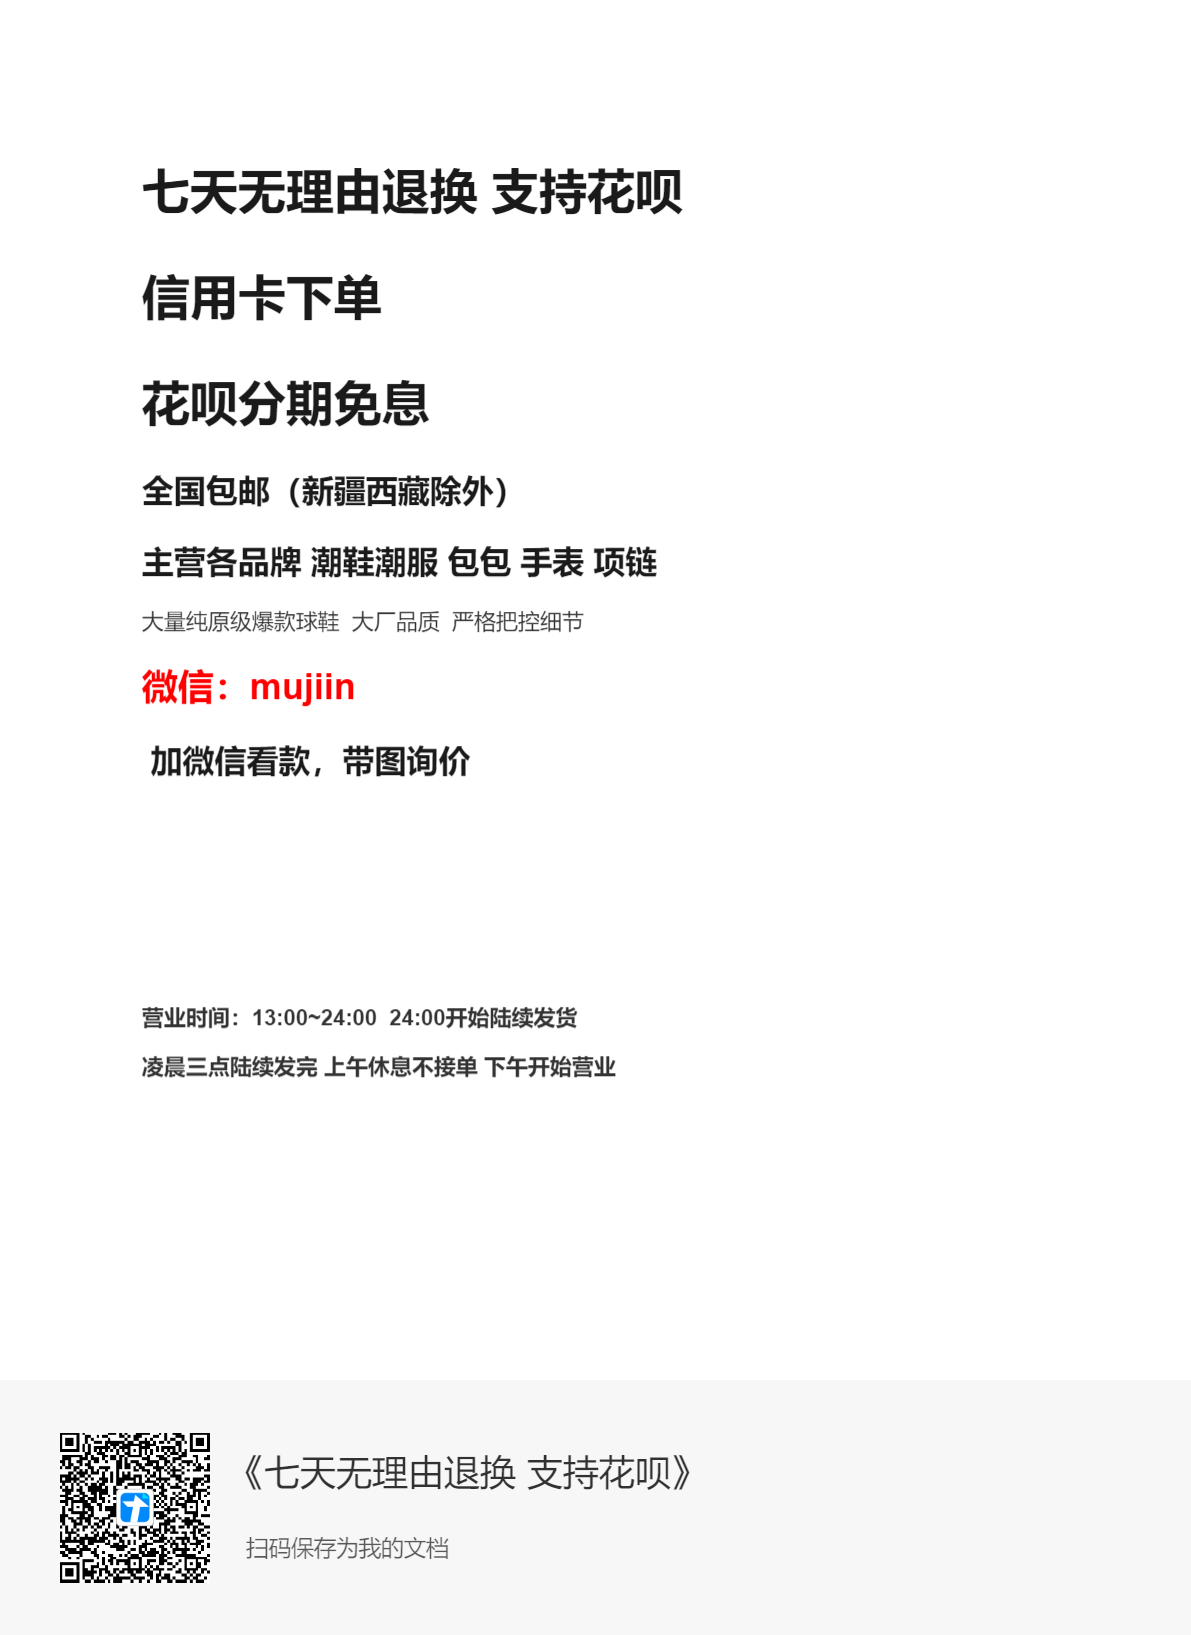 七天无理由退换 支持花呗
信用卡下单
花呗分期免息
全国包邮（新疆西藏除外）
主营各品牌 潮鞋潮服 包包 手表 项链
大量纯原级爆款球鞋 大厂品质 严格把控细节
微信：mujiin
加微信看款，带图询价
营业时间：13:00~24:00 24:00开始陆续发货
凌晨三点陆续发完 上午休息不接单 下午开始营业
《七天无理由退换 支持花呗》
扫码保存为我的文档